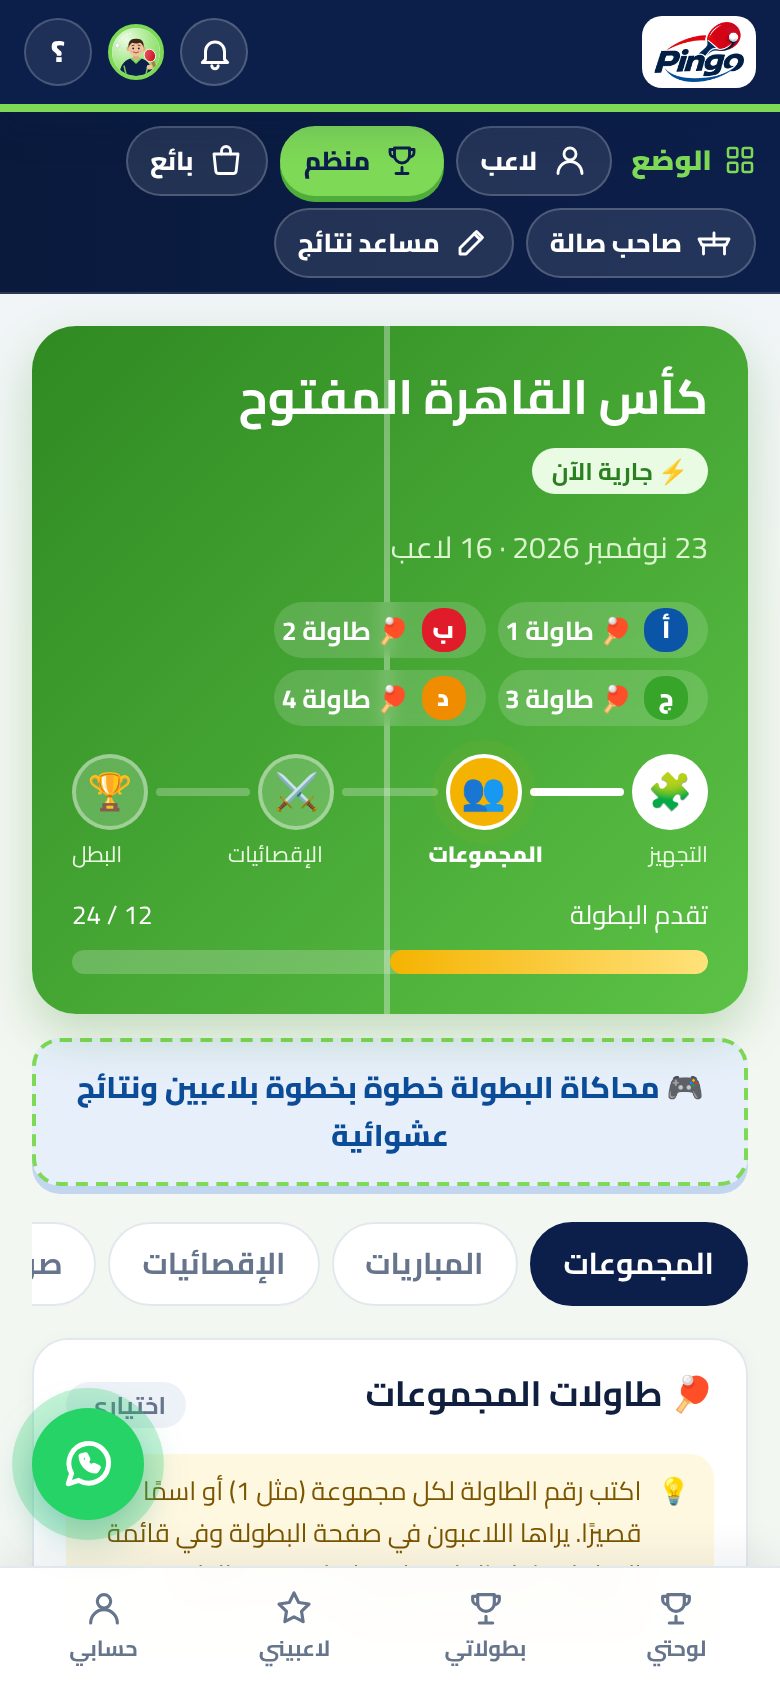 Pingo
؟
الوضع
لاعب
منظم
بائع
صاحب صالة
مساعد نتائج
كأس القاهرة المفتوح
⚡ جارية الآن
23 نوفمبر 2026 · 16 لاعب
أ 🏓 طاولة 1
ب 🏓 طاولة 2
ج 🏓 طاولة 3
د 🏓 طاولة 4
التجهيز
المجموعات
الإقصائيات
البطل
تقدم البطولة
12 / 24
🎮 محاكاة البطولة خطوة بخطوة بلاعبين ونتائج
عشوائية
المجموعات
المباريات
الإقصائيات
🏓 طاولات المجموعات
اختياري
💡 اكتب رقم الطاولة لكل مجموعة (مثل 1) أو اسمًا
قصيرًا. يراها اللاعبون في صفحة البطولة وفي قائمة
لوحتي
بطولاتي
لاعبيني
حسابي